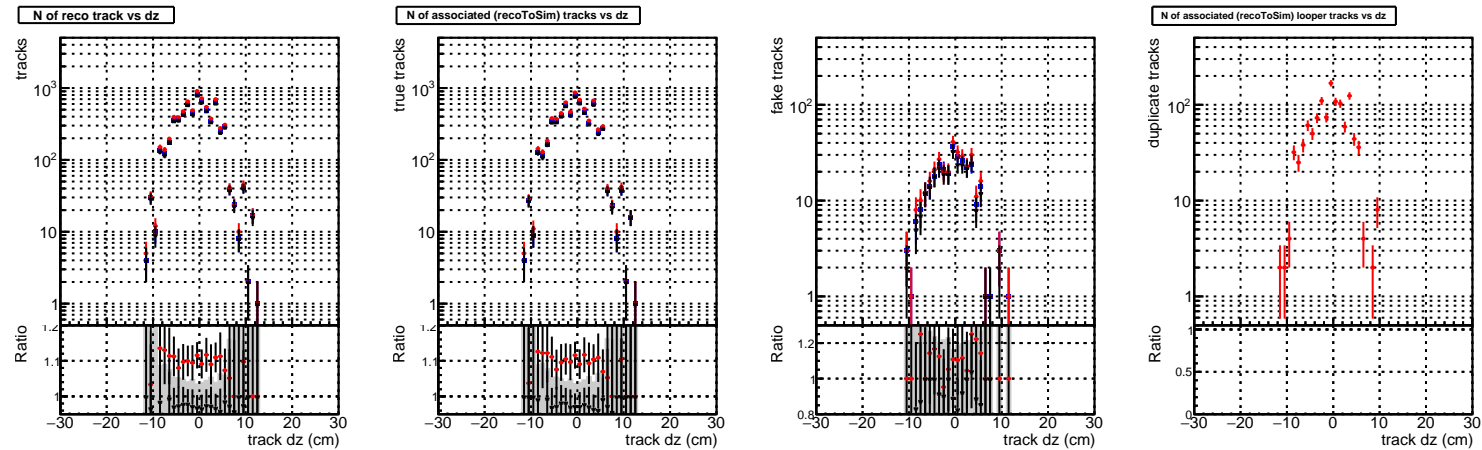 N of reco track vs dz
tracks
10³
10²
10
1
Ratio
1.2
1.1
1
−30 −20 −10 0 10 20 30
track dz (cm)
N of associated (recoToSim) tracks vs dz
true tracks
10³
10²
10
1
Ratio
1.2
1.1
1
−30 −20 −10 0 10 20 30
track dz (cm)
fake tracks
10²
10
1
Ratio
1.2
1
0.8
−30 −20 −10 0 10 20 30
track dz (cm)
N of associated (recoToSim) looper tracks vs dz
duplicate tracks
10²
10
1
Ratio
1
0.5
0
−30 −20 −10 0 10 20 30
track dz (cm)